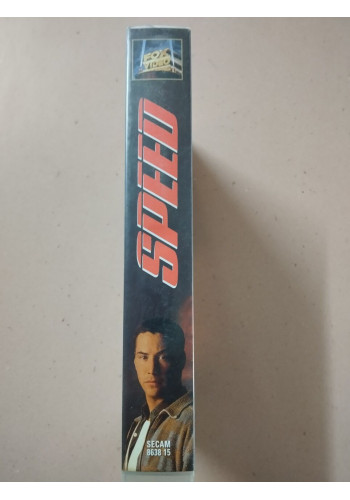 FOX
VIDEO
SPEED
SECAM
8638 15